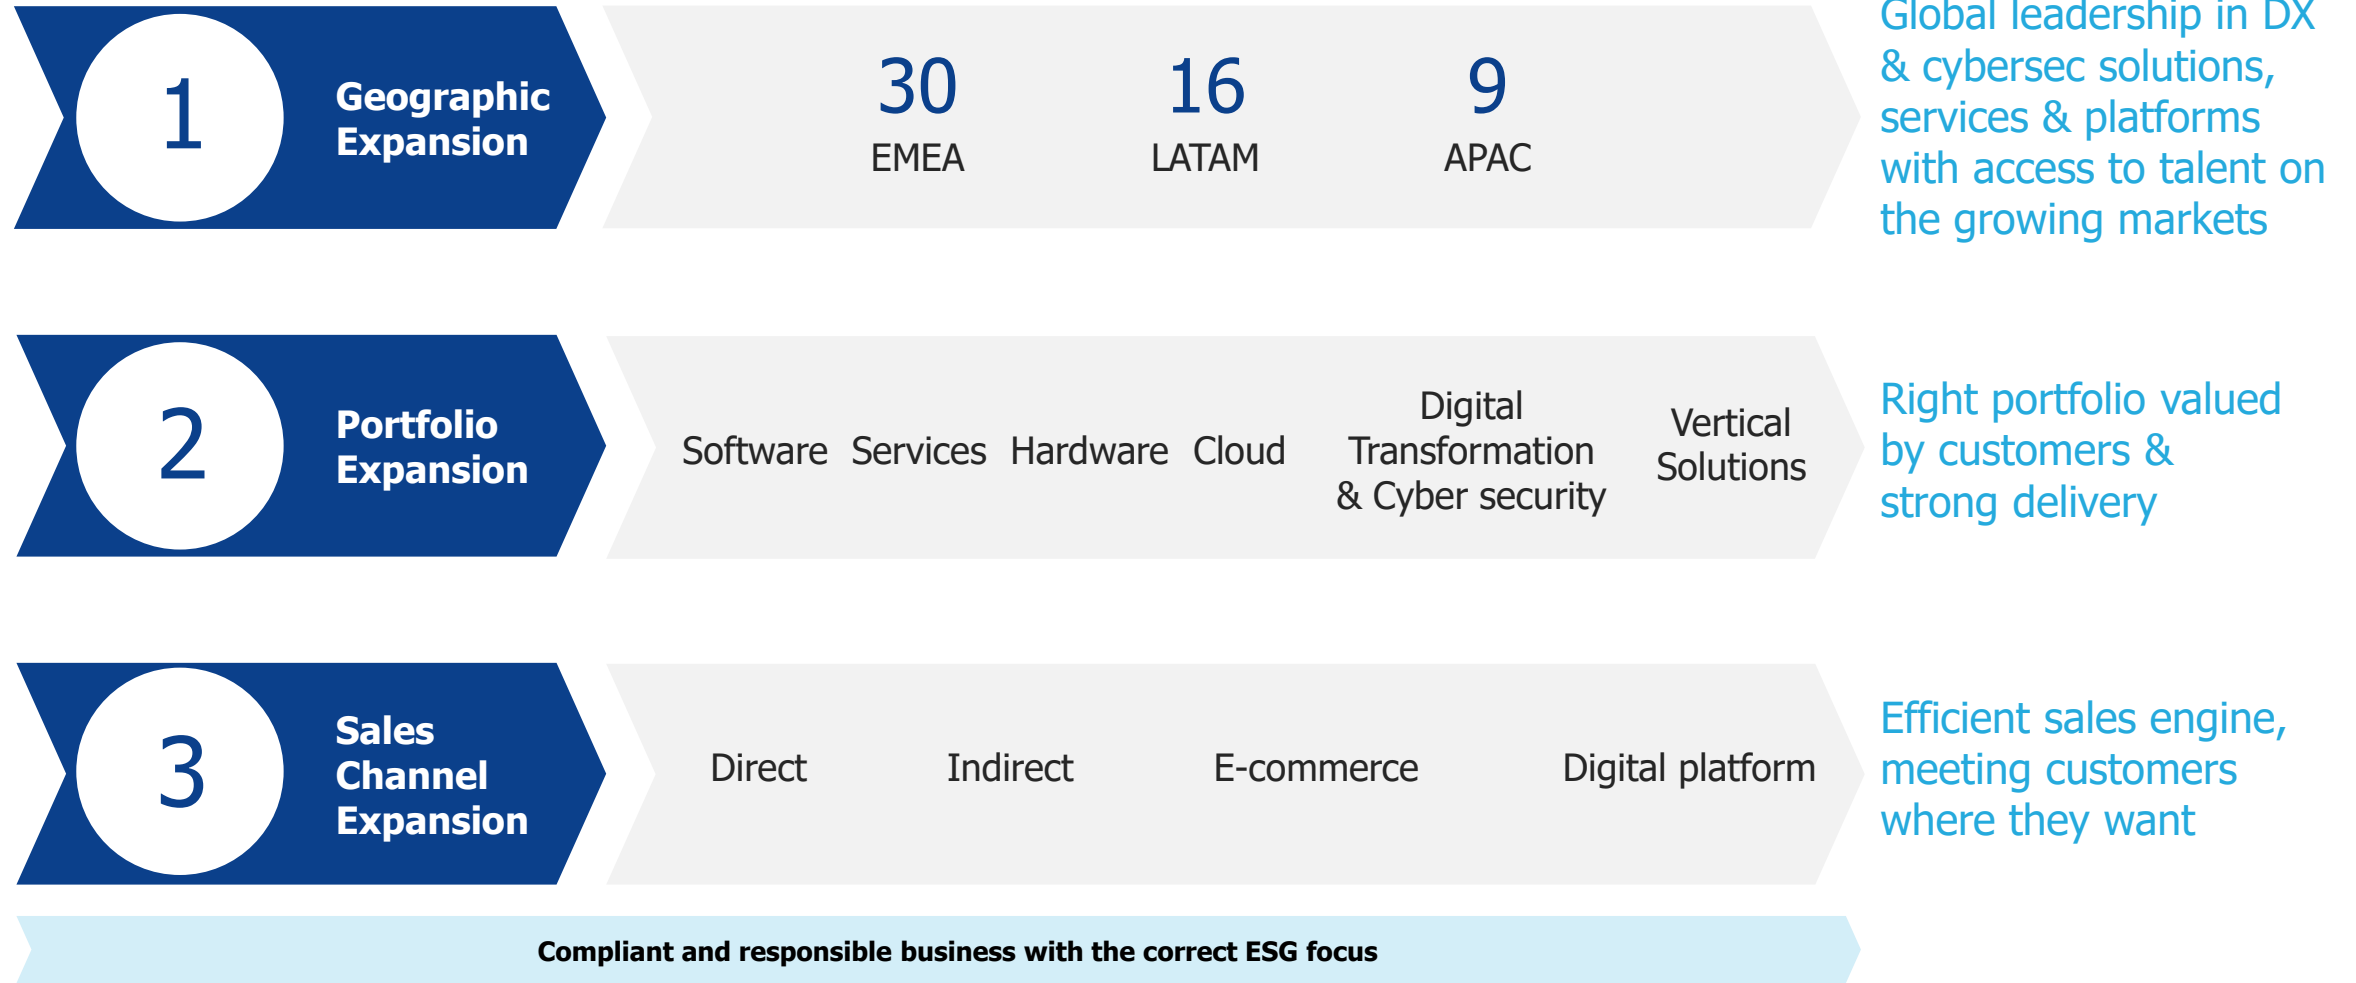 1
Geographic
Expansion
30
EMEA
16
LATAM
9
APAC
Global leadership in DX
& cybersec solutions,
services & platforms
with access to talent on
the growing markets
2
Portfolio
Expansion
Software
Services
Hardware
Cloud
Digital
Transformation
& Cyber security
Vertical
Solutions
Right portfolio valued
by customers &
strong delivery
3
Sales
Channel
Expansion
Direct
Indirect
E-commerce
Digital platform
Efficient sales engine,
meeting customers
where they want
Compliant and responsible business with the correct ESG focus